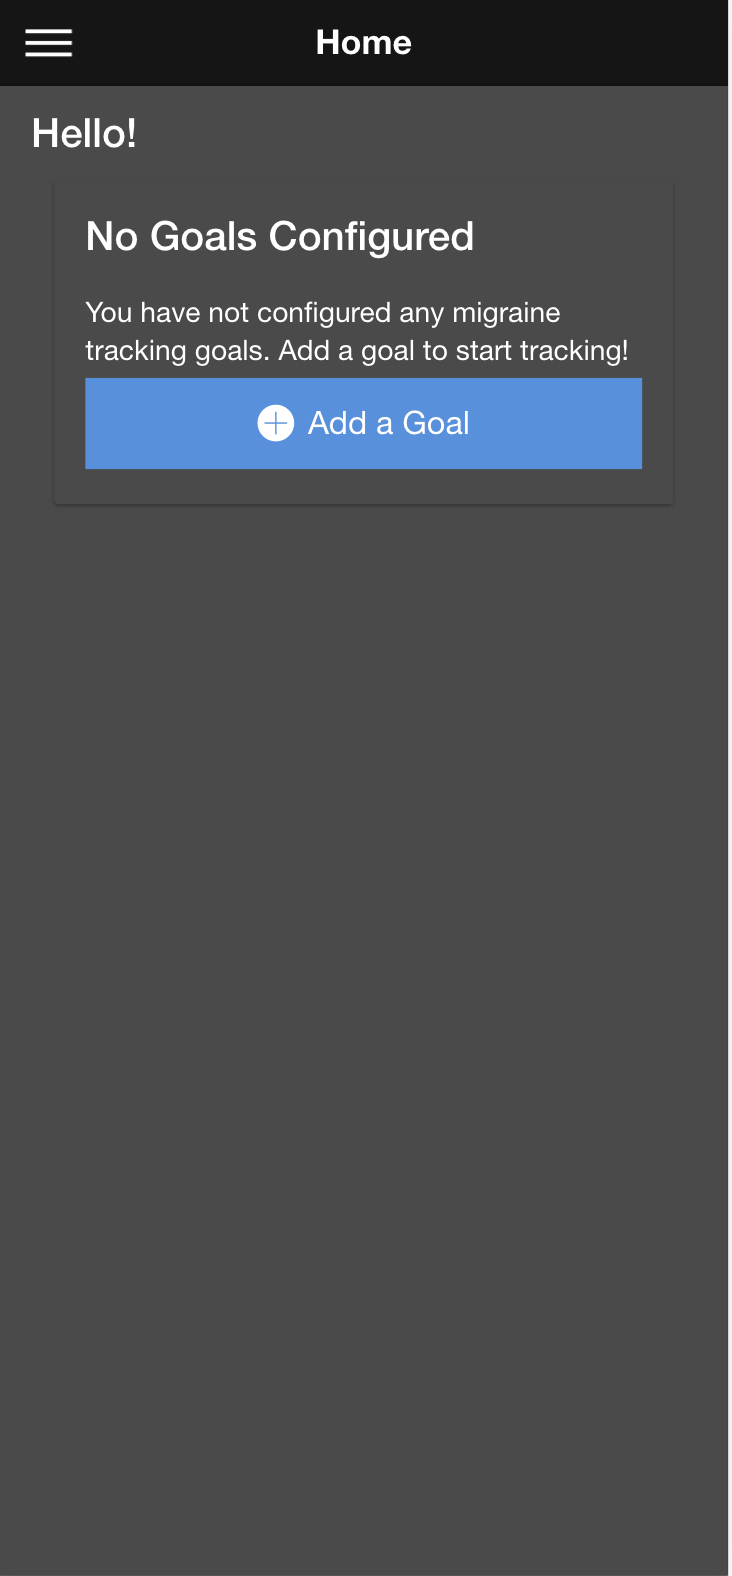 Home
Hello!
No Goals Configured
You have not configured any migraine
tracking goals. Add a goal to start tracking!
Add a Goal